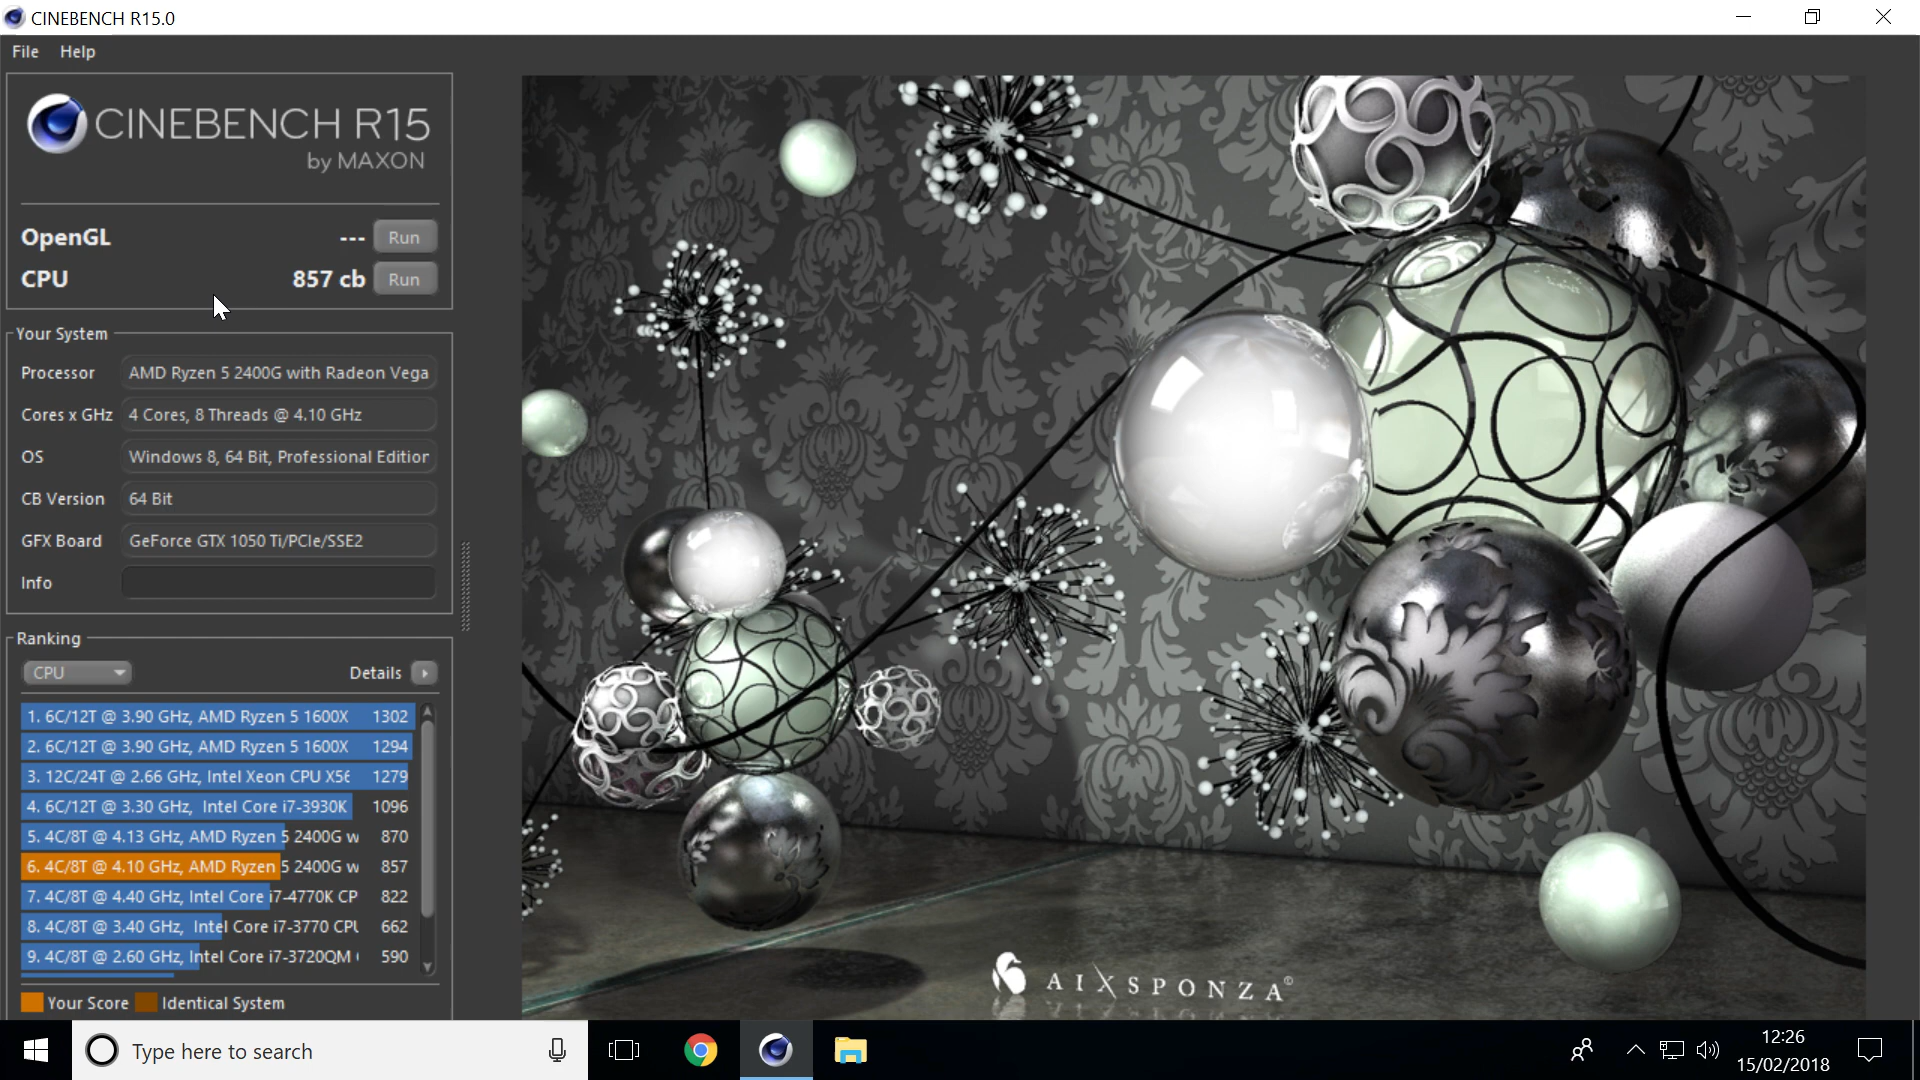 CINEBENCH R15.0
File Help
CINEBENCH R15
by MAXON
OpenGL --- Run
CPU 857 cb Run
Your System
Processor AMD Ryzen 5 2400G with Radeon Vega
Cores x GHz 4 Cores, 8 Threads @ 4.10 GHz
OS Windows 8, 64 Bit, Professional Edition
CB Version 64 Bit
GFX Board GeForce GTX 1050 Ti/PCIe/SSE2
Info
Ranking
CPU Details
1. 6C/12T @ 3.90 GHz, AMD Ryzen 5 1600X 1302
2. 6C/12T @ 3.90 GHz, AMD Ryzen 5 1600X 1294
3. 12C/24T @ 2.66 GHz, Intel Xeon CPU X56 1279
4. 6C/12T @ 3.30 GHz, Intel Core i7-3930K 1096
5. 4C/8T @ 4.13 GHz, AMD Ryzen 5 2400G w 870
6. 4C/8T @ 4.10 GHz, AMD Ryzen 5 2400G w 857
7. 4C/8T @ 4.40 GHz, Intel Core i7-4770K CP 822
8. 4C/8T @ 3.40 GHz, Intel Core i7-3770 CPU 662
9. 4C/8T @ 2.60 GHz, Intel Core i7-3720QM 590
Your Score Identical System
AIXSPONZA©
Type here to search
12:26
15/02/2018